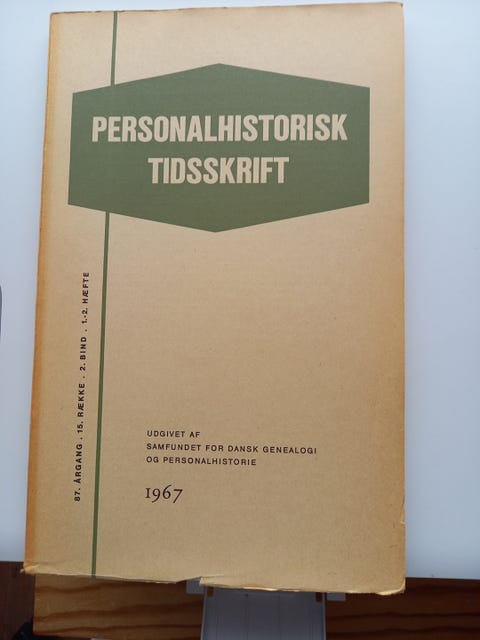 PERSONALHISTORISK
TIDSSKRIFT
87. ÅRGANG . 15. RÆKKE . 2. BIND . 1.-2. HÆFTE
UDGIVET AF
SAMFUNDET FOR DANSK GENEALOGI
OG PERSONALHISTORIE
1967